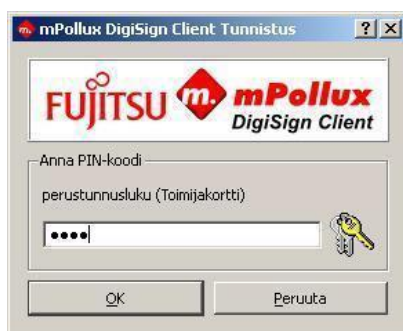 mPollux DigiSign Client Tunnistus
FUJITSU m. mPollux
DigiSign Client
Anna PIN-koodi
perustunnusluku (Toimijakortti)
••••
OK
Peruuta